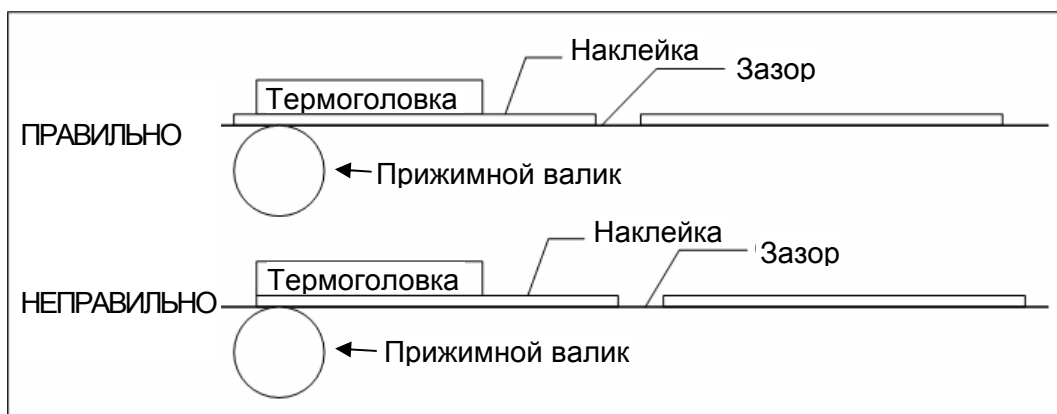 Наклейка
Зазор
Термоголовка
ПРАВИЛЬНО
Прижимной валик
Наклейка
Зазор
Термоголовка
НЕПРАВИЛЬНО
Прижимной валик